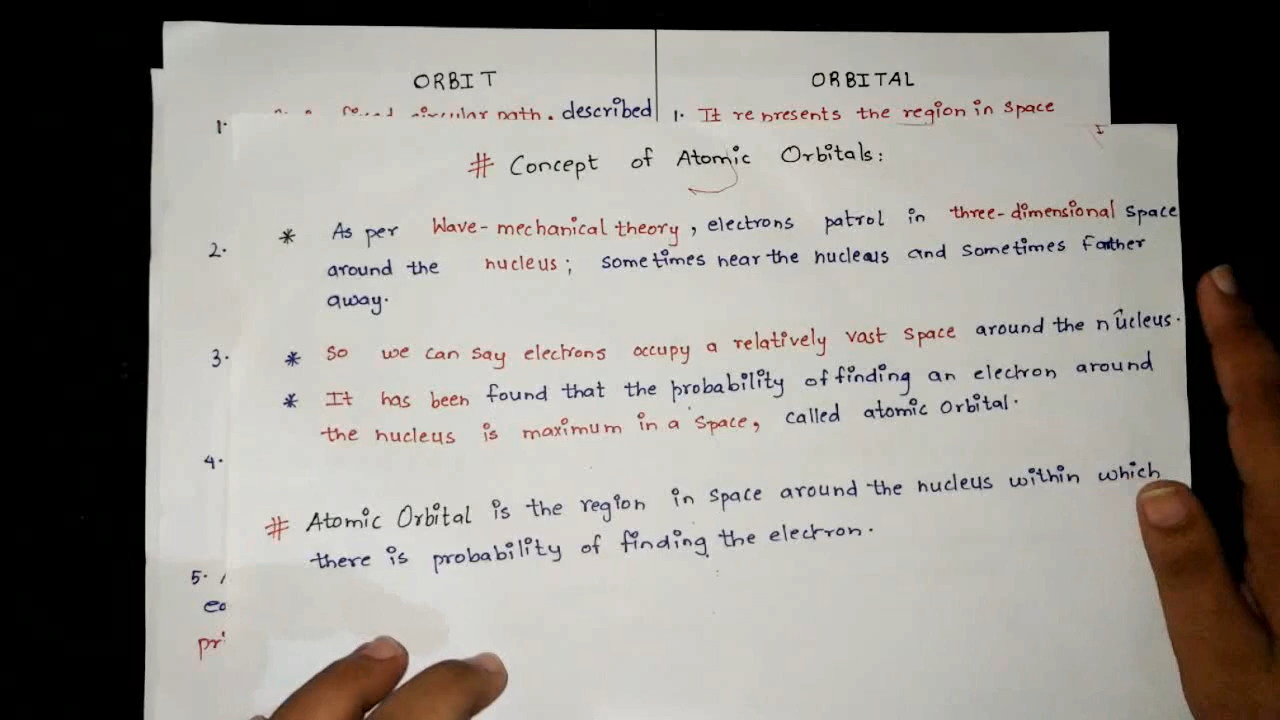 ORBIT
ORBITAL
1.
circular path. described
1. It represents the region in space
# Concept of Atomic Orbitals:
2.
* As per Wave-mechanical theory, electrons patrol in three-dimensional space
around the nucleus; sometimes near the nucleus and sometimes farther
away.
3.
* So we can say electrons occupy a relatively vast space around the nucleus.
* It has been found that the probability of finding an electron around
the nucleus is maximum in a space, called atomic orbital.
4.
# Atomic Orbital is the region in space around the nucleus within which
there is probability of finding the electron.
5.